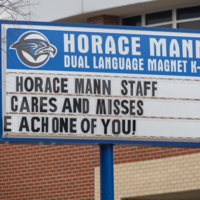 HORACE MANN
DUAL LANGUAGE MAGNET K-
HORACE MANN STAFF
CARES AND MISSES
E ACH ONE OF YOU!